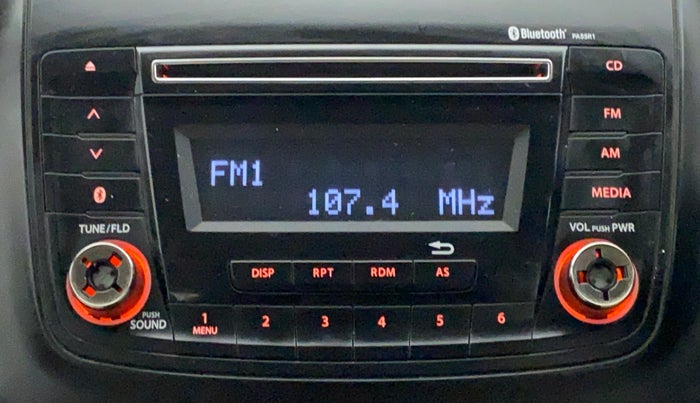 Bluetooth® PASSR1
CD
FM
AM
MEDIA
FM1
107.4 MHz
TUNE/FLD
VOL PUSH PWR
DISP RPT RDM AS
PUSH
SOUND
1 2 3 4 5 6
MENU